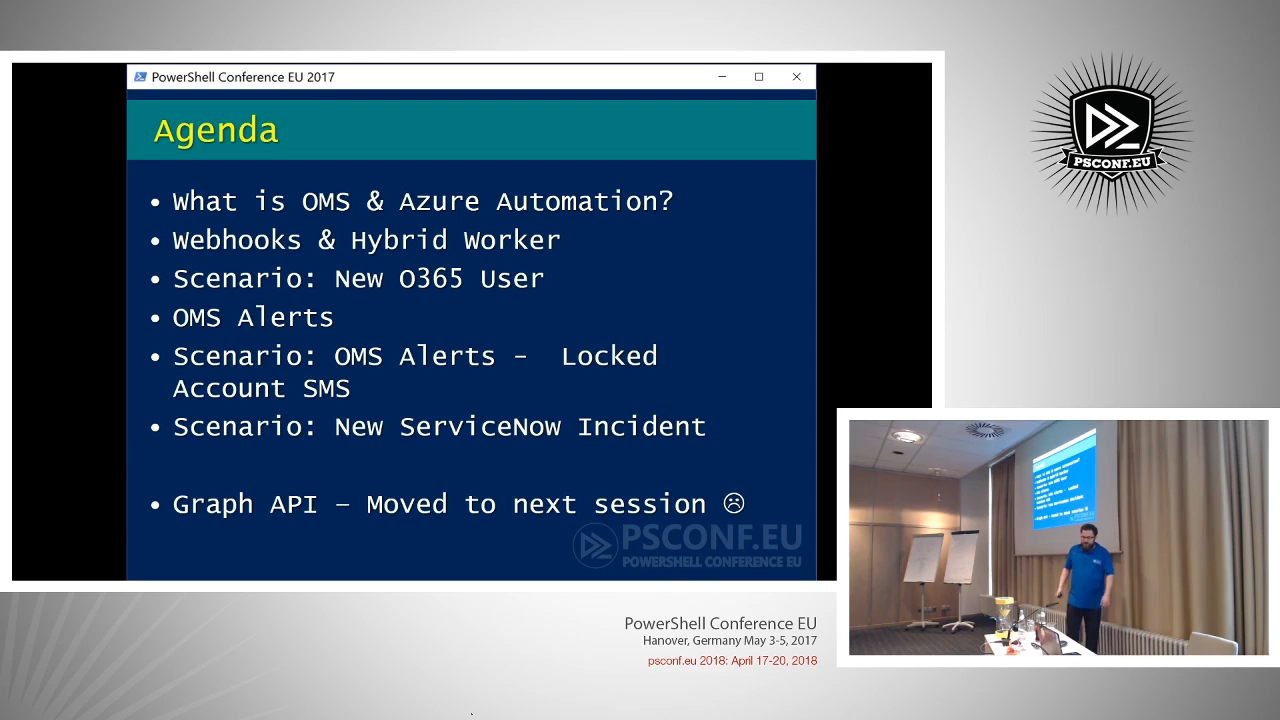 PowerShell Conference EU 2017
Agenda
• What is OMS & Azure Automation?
• Webhooks & Hybrid Worker
• Scenario: New O365 User
• OMS Alerts
• Scenario: OMS Alerts – Locked
Account SMS
• Scenario: New ServiceNow Incident
• Graph API – Moved to next session ☹
PSCONF.EU
POWERSHELL CONFERENCE EU
PSCONF.EU
PowerShell Conference EU
Hanover, Germany May 3-5, 2017
psconf.eu 2018: April 17-20, 2018